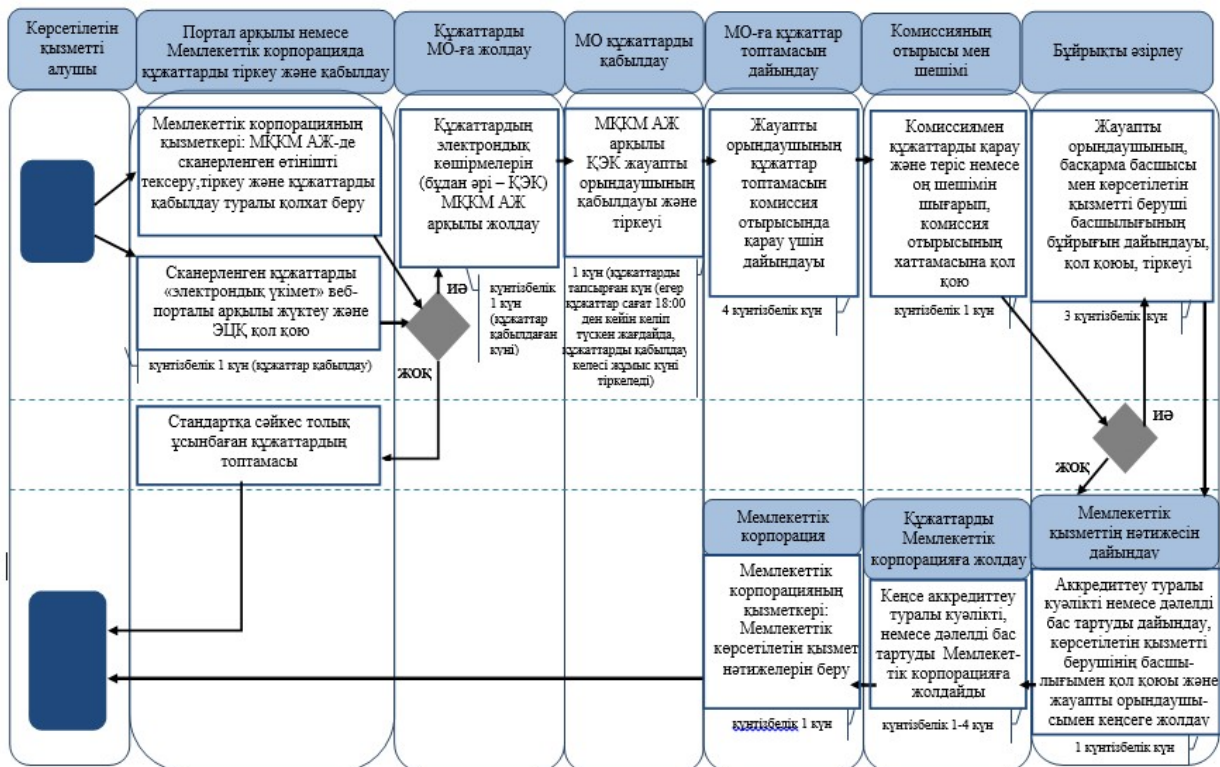 Көрсетілетін
қызметті
алушы
Портал арқылы немесе
Мемлекеттік корпорацияда
құжаттарды тіркеу және қабылдау
Құжаттарды
МО-ға жолдау
МО құжаттарды
қабылдау
МО-ға құжаттар
топтамасын
дайындау
Комиссияның
отырысы мен
шешімі
Бұйрықты әзірлеу
Мемлекеттік корпорацияның
қызметкері: МҚКМ АЖ-де
сканерленген өтінішті
тексеру,тіркеу және құжаттарды
қабылдау туралы қолхат беру
Сканерленген құжаттарды
«электрондық үкімет» веб-
порталы арқылы жүктеу және
ЭЦҚ қол қою
күнтізбелік 1 күн (құжаттар қабылдау)
Құжаттардың
электрондық
көшірмелерін
(бұдан әрі – ҚЭК)
МҚКМ АЖ
арқылы жолдау
иә
күнтізбелік
1 күн
(құжаттар
қабылдаған
күні)
жоқ
МҚКМ АЖ
арқылы
ҚЭК жауапты
орындаушының
қабылдауы және
тіркеуі
1 күн (құжаттарды
тапсырған күн (егер
құжаттар сағат 18:00
ден кейін келіп
түскен жағдайда,
құжаттарды қабылдау
келесі жұмыс күні
тіркеледі)
Жауапты
орындаушының
құжаттар
топтамасын
комиссия
отырысында
қарау үшін
дайындауы
4 күнтізбелік күн
Комиссиямен
құжаттарды қарау
және теріс немесе
оң шешімін
шығарып,
комиссия
отырысының
хаттамасына қол
қою
күнтізбелік 1 күн
Жауапты
орындаушының,
басқарма басшысы
мен көрсетілетін
қызметті беруші
басшылығының
бұйрығын дайындауы,
қол қоюы, тіркеуі
3 күнтізбелік күн
иә
жоқ
Стандартқа сәйкес толық
ұсынбаған құжаттардың
топтамасы
Мемлекеттік
корпорация
Мемлекеттік
корпорацияның
қызметкері:
Мемлекеттік
көрсетілетін қызмет
нәтижелерін беру
күнтізбелік 1 күн
Құжаттарды
Мемлекеттік
корпорацияға жолдау
Кеңсе аккредиттеу
туралы куәлікті,
немесе дәлелді бас
тартуды Мемлекет-
тік корпорацияға
жолдайды
күнтізбелік 1-4 күн
Мемлекеттік
қызметтің нәтижесін
дайындау
Аккредиттеу туралы
куәлікті немесе дәлелді
бас тартуды дайындау,
көрсетілетін қызметті
берушінің басшы-
лығымен қол қоюы және
жауапты орындаушы-
сымен кеңсеге жолдау
1 күнтізбелік күн